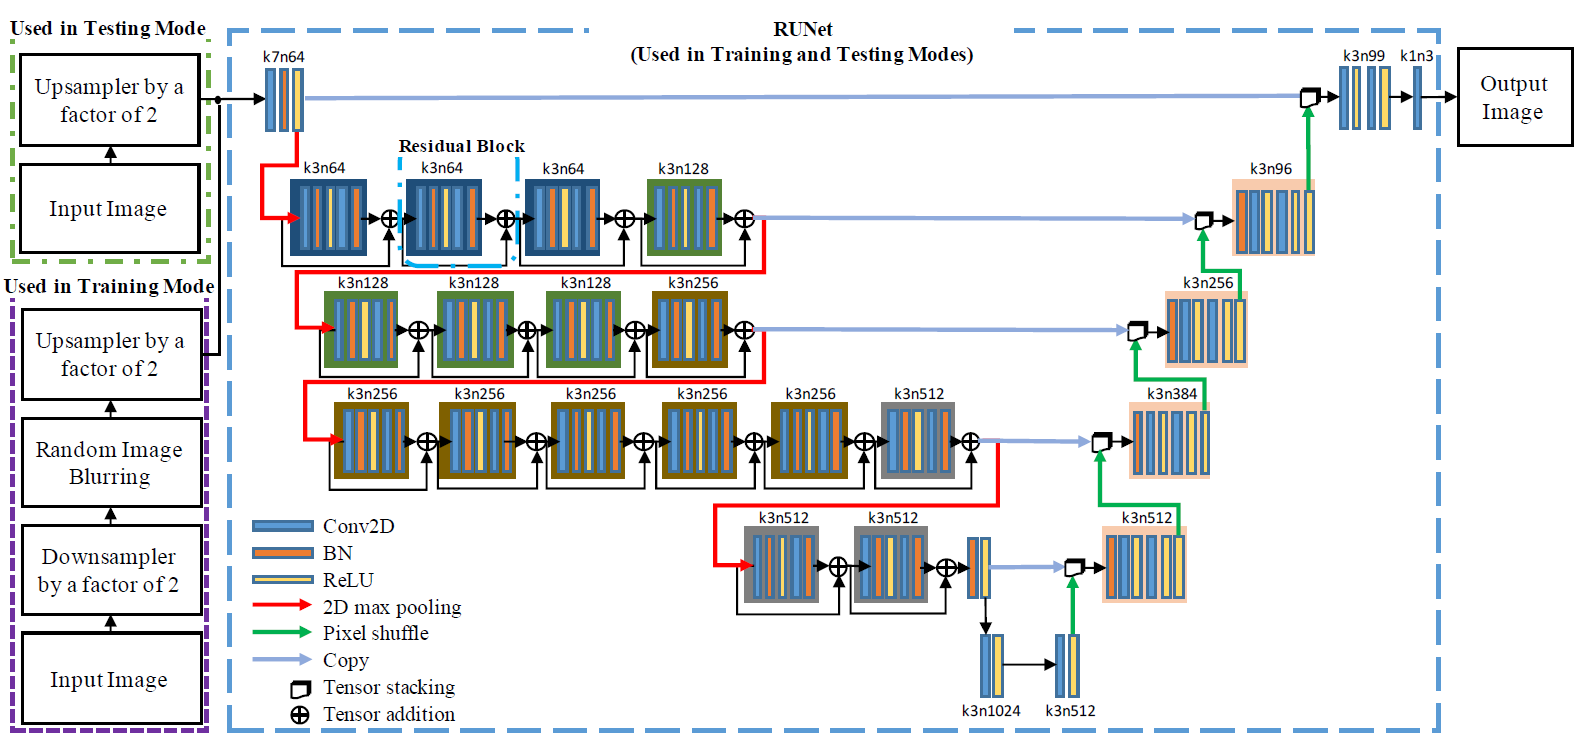 Used in Testing Mode
Upsampler by a
factor of 2
Input Image
Used in Training Mode
Upsampler by a
factor of 2
Random Image
Blurring
Downsampler
by a factor of 2
Input Image
RUNet
(Used in Training and Testing Modes)
k7n64
k3n99
k1n3
Output
Image
Residual Block
k3n64
k3n64
k3n64
k3n128
k3n96
k3n128
k3n128
k3n128
k3n256
k3n256
k3n256
k3n256
k3n256
k3n256
k3n256
k3n512
k3n384
k3n512
k3n512
k3n512
k3n1024
k3n512
Conv2D
BN
ReLU
2D max pooling
Pixel shuffle
Copy
Tensor stacking
Tensor addition